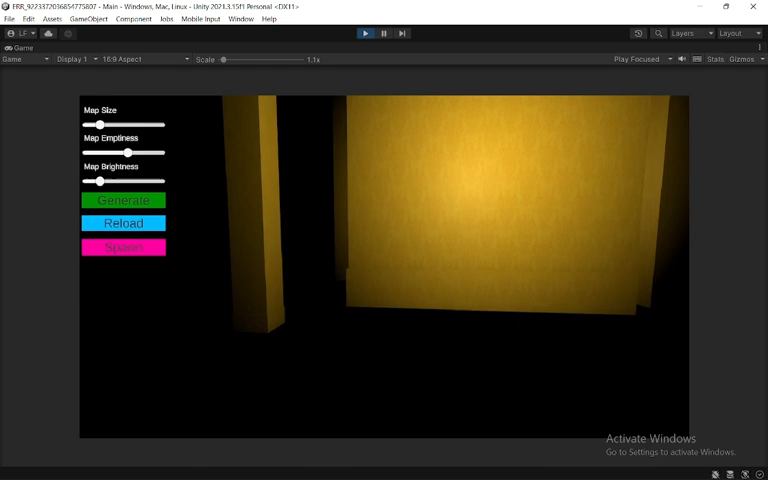 ERR_9223372036854775807 - Main - Windows, Mac, Linux - Unity 2021.3.15f1 Personal <DX11>
File Edit Assets GameObject Component Jobs Mobile Input Window Help
LF Layers Layout
Game
Game Display 1 16:9 Aspect Scale 1.1x Play Focused Stats Gizmos
Map Size
Map Emptiness
Map Brightness
Generate
Reload
Spawn
Activate Windows
Go to Settings to activate Windows.